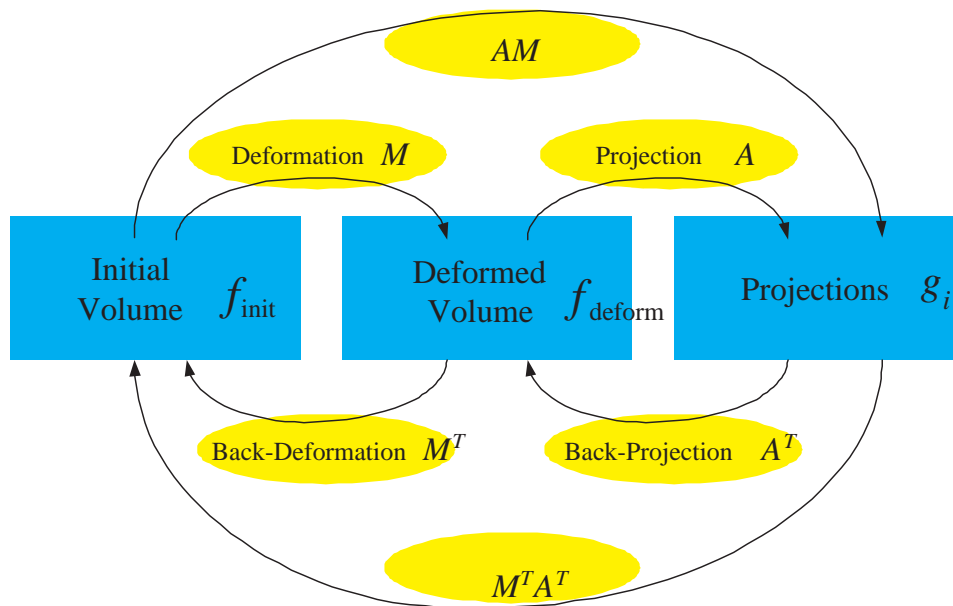 AM
Deformation M
Projection A
Initial
Volume f_init
Deformed
Volume f_deform
Projections g_i
Back-Deformation M^T
Back-Projection A^T
M^T A^T